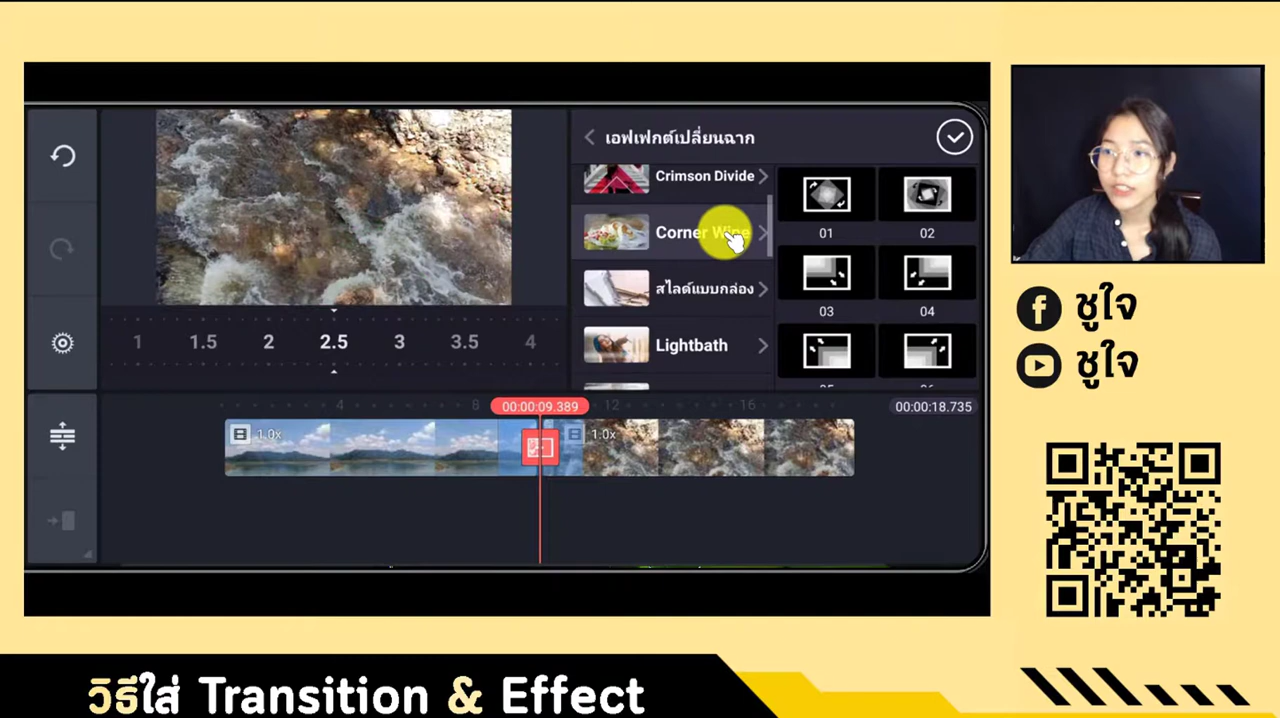 เอฟเฟกต์เปลี่ยนฉาก
Crimson Divide
Corner Wipe
สไลด์แบบกล่อง
Lightbath
01
02
03
04
1 1.5 2 2.5 3 3.5 4
4 8 00:00:09.389 12 16 00:00:18.735
1.0x
1.0x
ชูใจ
ชูใจ
วิธีใส่ Transition & Effect